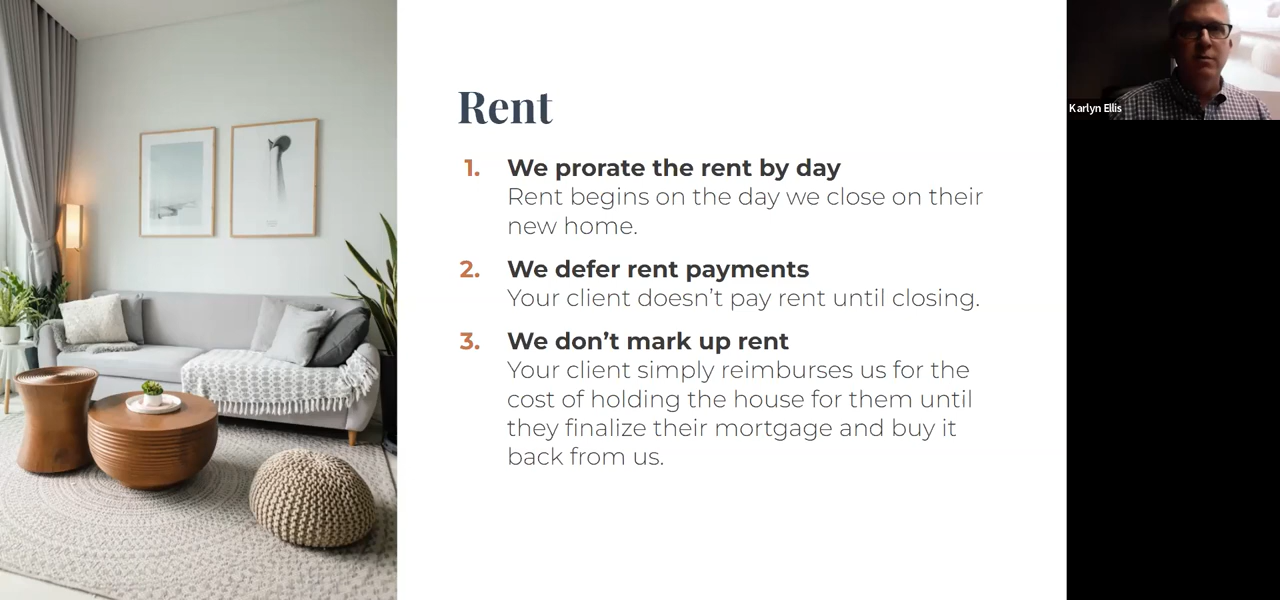 Rent
1. We prorate the rent by day
Rent begins on the day we close on their
new home.
2. We defer rent payments
Your client doesn’t pay rent until closing.
3. We don’t mark up rent
Your client simply reimburses us for the
cost of holding the house for them until
they finalize their mortgage and buy it
back from us.
Karlyn Ellis